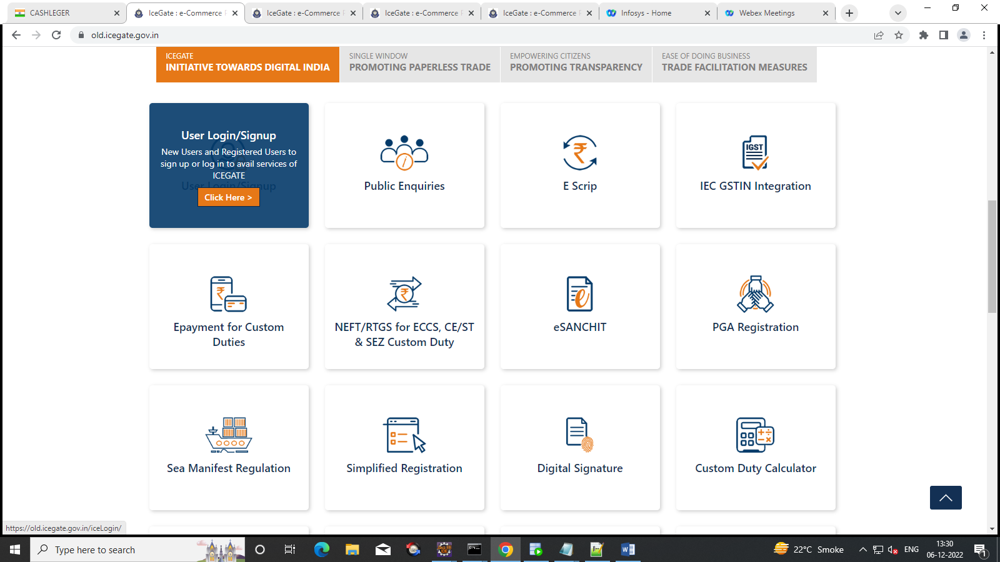 CASHLEGER
IceGate : e-Commerce
IceGate : e-Commerce
IceGate : e-Commerce
IceGate : e-Commerce
Infosys - Home
Webex Meetings
old.icegate.gov.in
ICEGATE
INITIATIVE TOWARDS DIGITAL INDIA
SINGLE WINDOW
PROMOTING PAPERLESS TRADE
EMPOWERING CITIZENS
PROMOTING TRANSPARENCY
EASE OF DOING BUSINESS
TRADE FACILITATION MEASURES
User Login/Signup
New Users and Registered Users to
sign up or log in to avail services of
ICEGATE
User Login/Signup
Click Here >
Public Enquiries
E Scrip
IGST
IEC GSTIN Integration
Epayment for Custom
Duties
NEFT/RTGS for ECCS, CE/ST
& SEZ Custom Duty
eSANCHIT
PGA Registration
Sea Manifest Regulation
Simplified Registration
Digital Signature
Custom Duty Calculator
https://old.icegate.gov.in/iceLogin/
Type here to search
22°C Smoke
ENG
13:30
06-12-2022
1